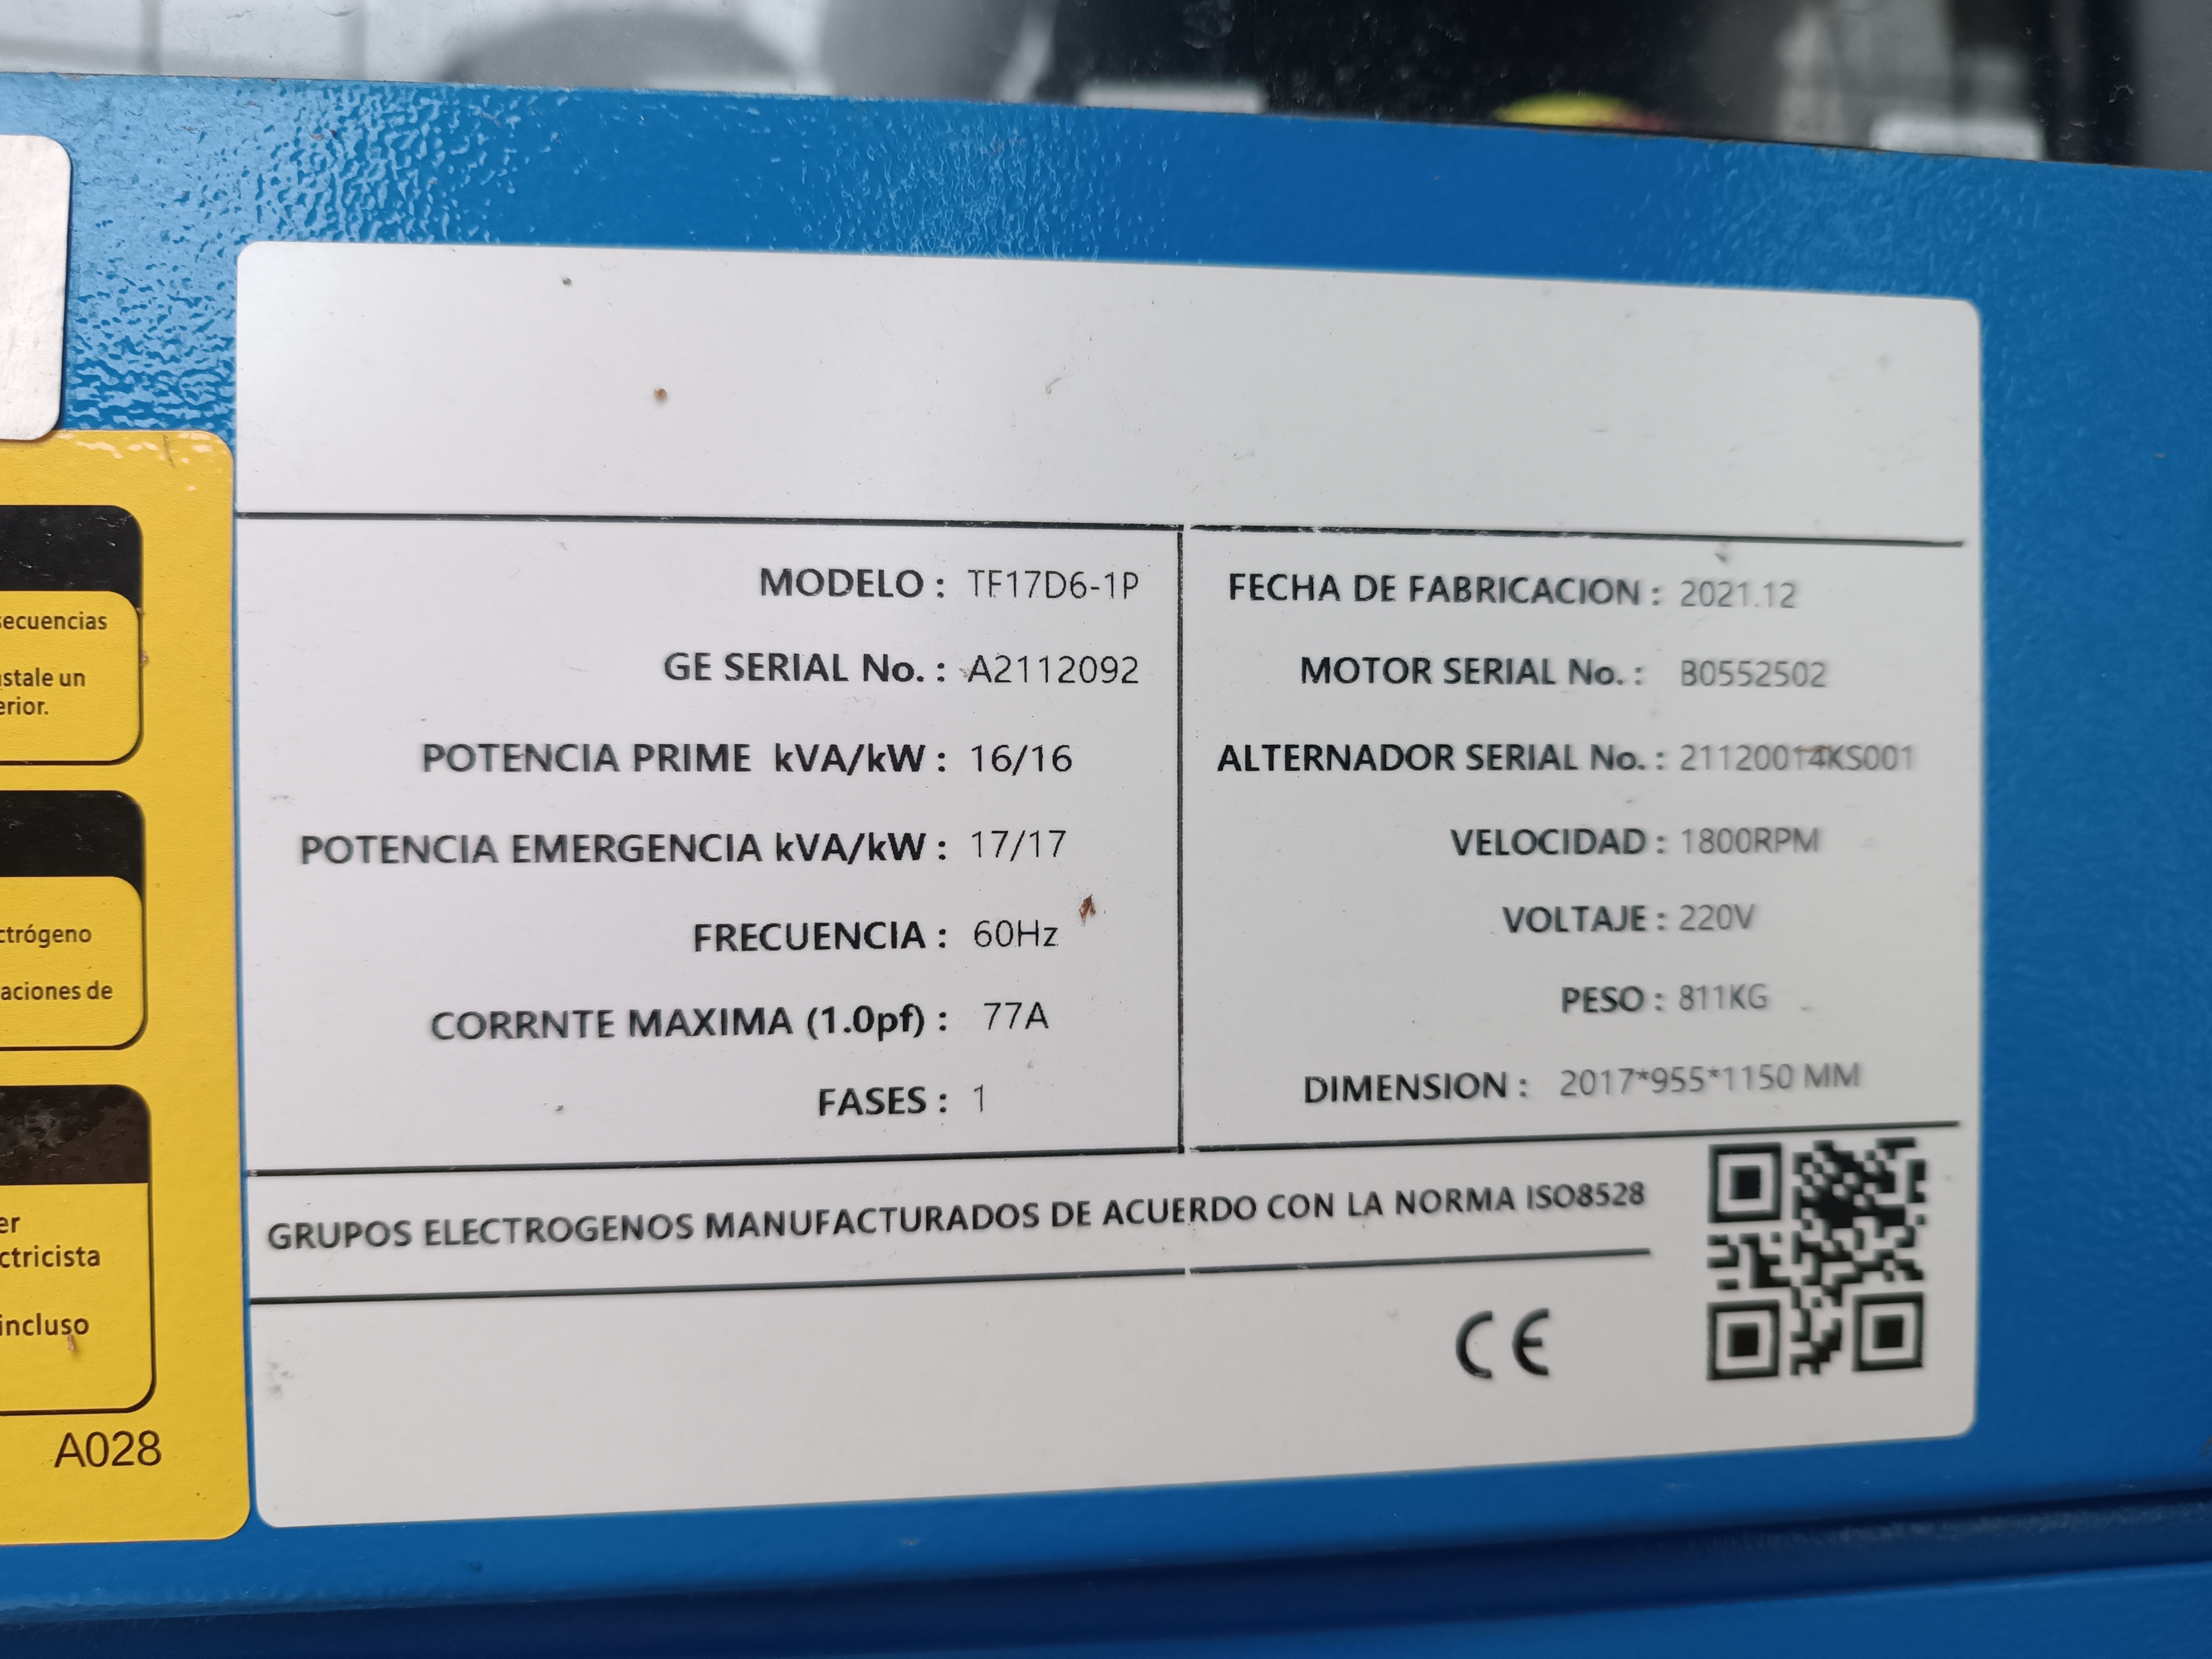 MODELO : TF17D6-1P
GE SERIAL No. : A2112092
POTENCIA PRIME kVA/kW : 16/16
POTENCIA EMERGENCIA kVA/kW : 17/17
FRECUENCIA : 60Hz
CORRNTE MAXIMA (1.0pf) : 77A
FASES : 1
FECHA DE FABRICACION : 2021.12
MOTOR SERIAL No. : B0552502
ALTERNADOR SERIAL No. : 21120014KS001
VELOCIDAD : 1800RPM
VOLTAJE : 220V
PESO : 811KG
DIMENSION : 2017*955*1150 MM
GRUPOS ELECTROGENOS MANUFACTURADOS DE ACUERDO CON LA NORMA ISO8528
CE
ecuencias
stale un
erior.
ctrógeno
aciones de
er
ctricista
incluso
A028